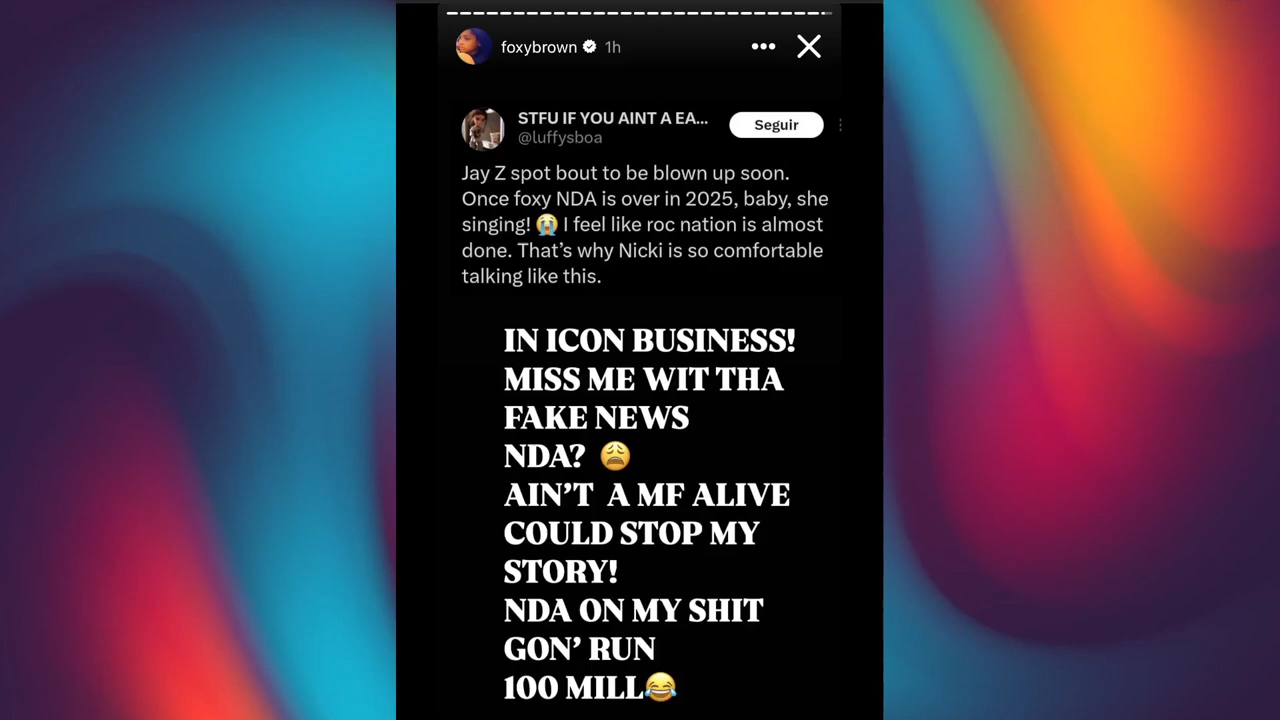 foxybrown 1h
STFU IF YOU AINT A EA...
@luffysboa
Seguir
Jay Z spot bout to be blown up soon.
Once foxy NDA is over in 2025, baby, she
singing! 😭 I feel like roc nation is almost
done. That’s why Nicki is so comfortable
talking like this.
IN ICON BUSINESS!
MISS ME WIT THA
FAKE NEWS
NDA? 😩
AIN’T A MF ALIVE
COULD STOP MY
STORY!
NDA ON MY SHIT
GON’ RUN
100 MILL😂